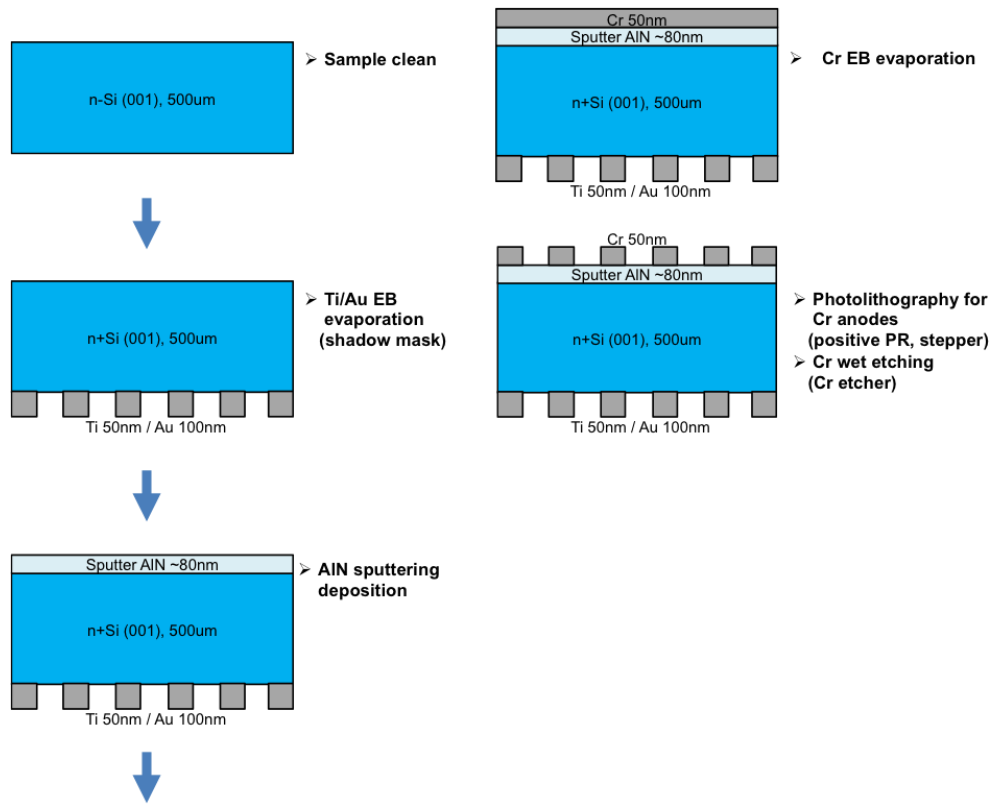 ➢ Sample clean
n-Si (001), 500um
➢ Ti/Au EB
evaporation
(shadow mask)
n+Si (001), 500um
Ti 50nm / Au 100nm
Sputter AlN ~80nm
➢ AlN sputtering
deposition
n+Si (001), 500um
Ti 50nm / Au 100nm
Cr 50nm
Sputter AlN ~80nm
➢ Cr EB evaporation
n+Si (001), 500um
Ti 50nm / Au 100nm
Cr 50nm
Sputter AlN ~80nm
n+Si (001), 500um
➢ Photolithography for
Cr anodes
(positive PR, stepper)
➢ Cr wet etching
(Cr etcher)
Ti 50nm / Au 100nm